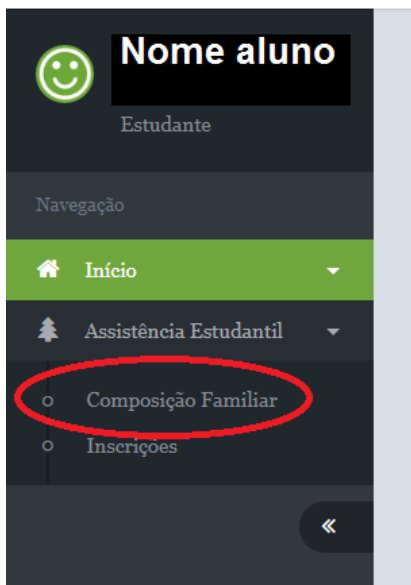 Nome aluno
Estudante
Navegação
Início
Assistência Estudantil
Composição Familiar
Inscrições